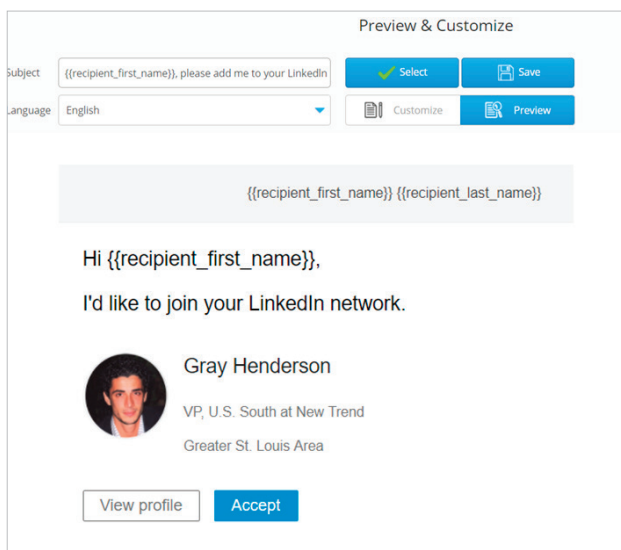 Preview & Customize
Subject {{recipient_first_name}}, please add me to your LinkedIn Select Save
Language English Customize Preview
{{recipient_first_name}} {{recipient_last_name}}
Hi {{recipient_first_name}},
I'd like to join your LinkedIn network.
Gray Henderson
VP, U.S. South at New Trend
Greater St. Louis Area
View profile Accept